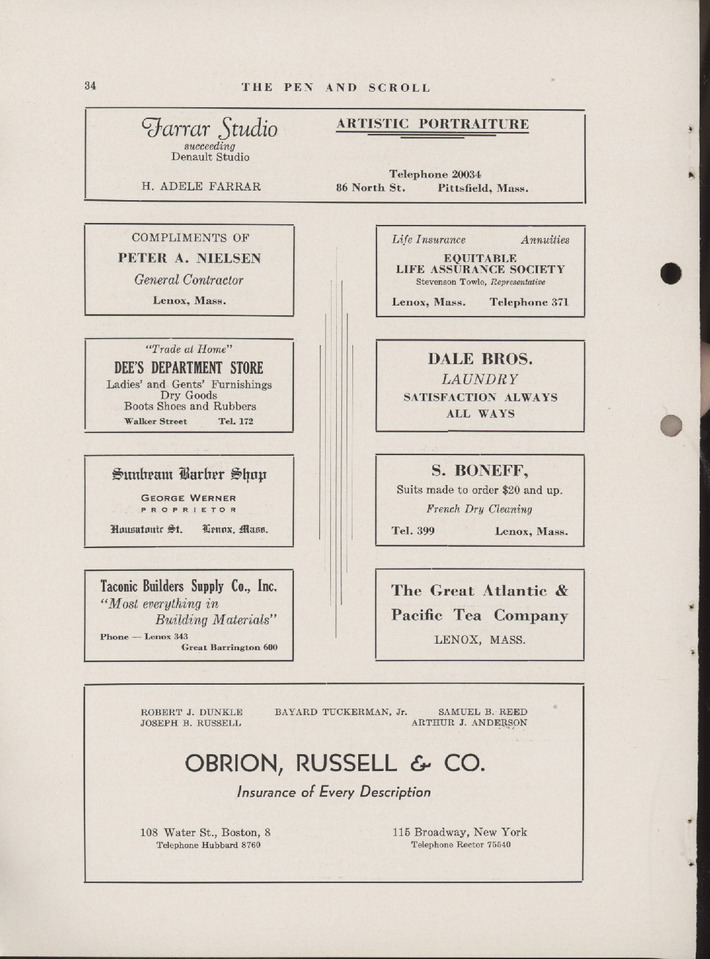 34
THE PEN AND SCROLL
Farrar Studio
succeeding
Denault Studio
H. ADELE FARRAR
ARTISTIC PORTRAITURE
Telephone 20034
86 North St. Pittsfield, Mass.
COMPLIMENTS OF
PETER A. NIELSEN
General Contractor
Lenox, Mass.
Life Insurance Annuities
EQUITABLE
LIFE ASSURANCE SOCIETY
Stevenson Towle, Representative
Lenox, Mass. Telephone 371
"Trade at Home"
DEE'S DEPARTMENT STORE
Ladies' and Gents' Furnishings
Dry Goods
Boots Shoes and Rubbers
Walker Street Tel. 172
DALE BROS.
LAUNDRY
SATISFACTION ALWAYS
ALL WAYS
Sunbeam Barber Shop
GEORGE WERNER
PROPRIETOR
Housatonic St. Lenox, Mass.
S. BONEFF,
Suits made to order $20 and up.
French Dry Cleaning
Tel. 399 Lenox, Mass.
Taconic Builders Supply Co., Inc.
"Most everything in
Building Materials"
Phone — Lenox 343
Great Barrington 600
The Great Atlantic &
Pacific Tea Company
LENOX, MASS.
ROBERT J. DUNKLE BAYARD TUCKERMAN, Jr. SAMUEL B. REED
JOSEPH B. RUSSELL ARTHUR J. ANDERSON
OBRION, RUSSELL & CO.
Insurance of Every Description
108 Water St., Boston, 8 115 Broadway, New York
Telephone Hubbard 8760 Telephone Rector 75540